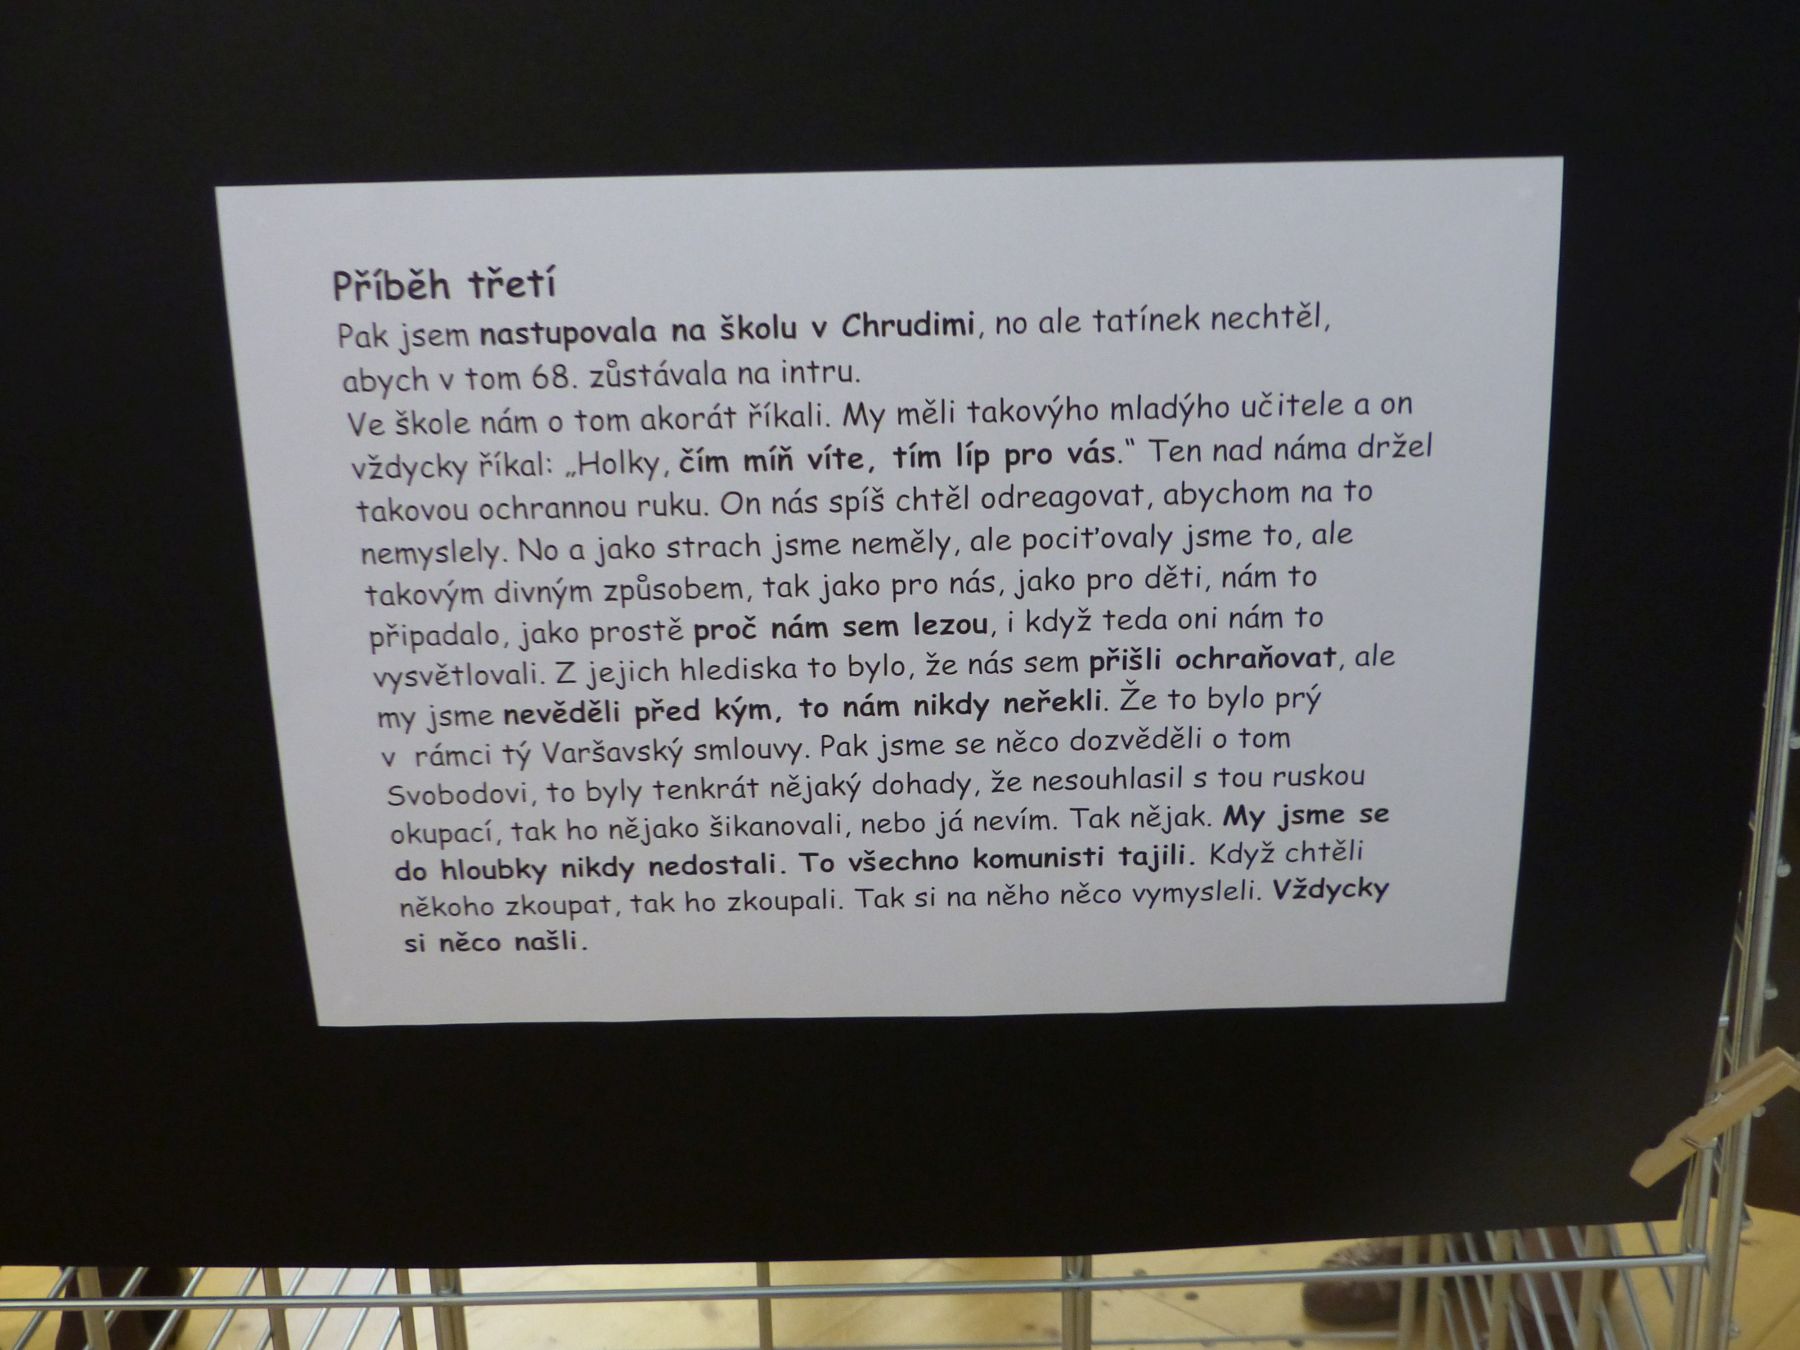 Příběh třetí
Pak jsem nastupovala na školu v Chrudimi, no ale tatínek nechtěl,
abych v tom 68. zůstávala na intru.
Ve škole nám o tom akorát říkali. My měli takovýho mladýho učitele a on
vždycky říkal: „Holky, čím míň víte, tím líp pro vás.“ Ten nad náma držel
takovou ochrannou ruku. On nás spíš chtěl odreagovat, abychom na to
nemyslely. No a jako strach jsme neměly, ale pociťovaly jsme to, ale
takovým divným způsobem, tak jako pro nás, jako pro děti, nám to
připadalo, jako prostě proč nám sem lezou, i když teda oni nám to
vysvětlovali. Z jejich hlediska to bylo, že nás sem přišli ochraňovat, ale
my jsme nevěděli před kým, to nám nikdy neřekli. Že to bylo prý
v rámci tý Varšavský smlouvy. Pak jsme se něco dozvěděli o tom
Svobodovi, to byly tenkrát nějaký dohady, že nesouhlasil s tou ruskou
okupací, tak ho nějako šikanovali, nebo já nevím. Tak nějak. My jsme se
do hloubky nikdy nedostali. To všechno komunisti tajili. Když chtěli
někoho zkoupat, tak ho zkoupali. Tak si na něho něco vymysleli. Vždycky
si něco našli.